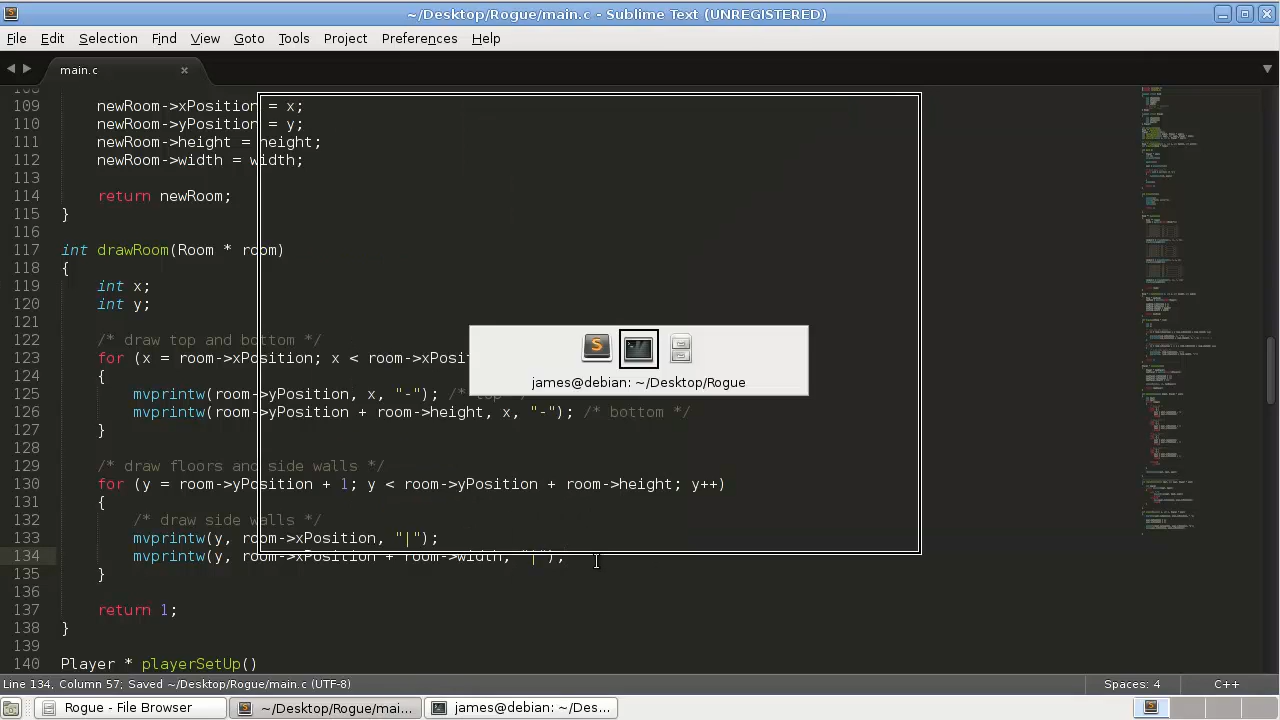 ~/Desktop/Rogue/main.c - Sublime Text (UNREGISTERED)
File Edit Selection Find View Goto Tools Project Preferences Help
main.c
109 newRoom->xPosition = x;
110 newRoom->yPosition = y;
111 newRoom->height = height;
112 newRoom->width = width;
113
114 return newRoom;
115 }
116
117 int drawRoom(Room * room)
118 {
119 int x;
120 int y;
121
122 /* draw top and bottom */
123 for (x = room->xPosition; x < room->xPosi
124 {
125 mvprintw(room->yPosition, x, "-"); /* top */
126 mvprintw(room->yPosition + room->height, x, "-"); /* bottom */
127 }
128
129 /* draw floors and side walls */
130 for (y = room->yPosition + 1; y < room->yPosition + room->height; y++)
131 {
132 /* draw side walls */
133 mvprintw(y, room->xPosition, "|");
134 mvprintw(y, room->xPosition + room->width, "|");
135 }
136
137 return 1;
138 }
139
140 Player * playerSetUp()
james@debian: ~/Desktop/Rogue
Line 134, Column 57; Saved ~/Desktop/Rogue/main.c (UTF-8) Spaces: 4 C++
Rogue - File Browser ~/Desktop/Rogue/mai... james@debian: ~/Des...